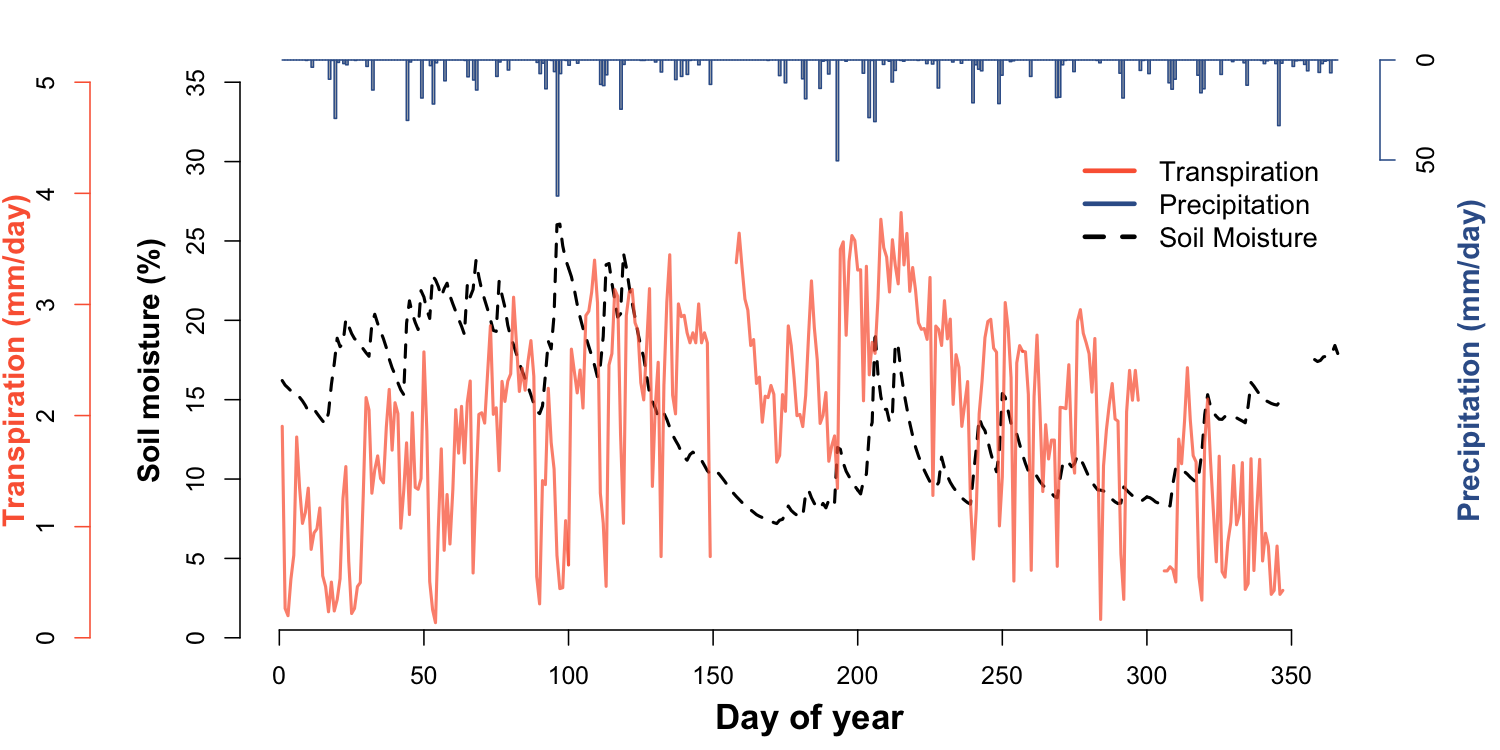 Transpiration (mm/day)
0
1
2
3
4
5
Soil moisture (%)
0
5
10
15
20
25
30
35
Transpiration
Precipitation
Soil Moisture
0
50
Precipitation (mm/day)
0 50 100 150 200 250 300 350
Day of year